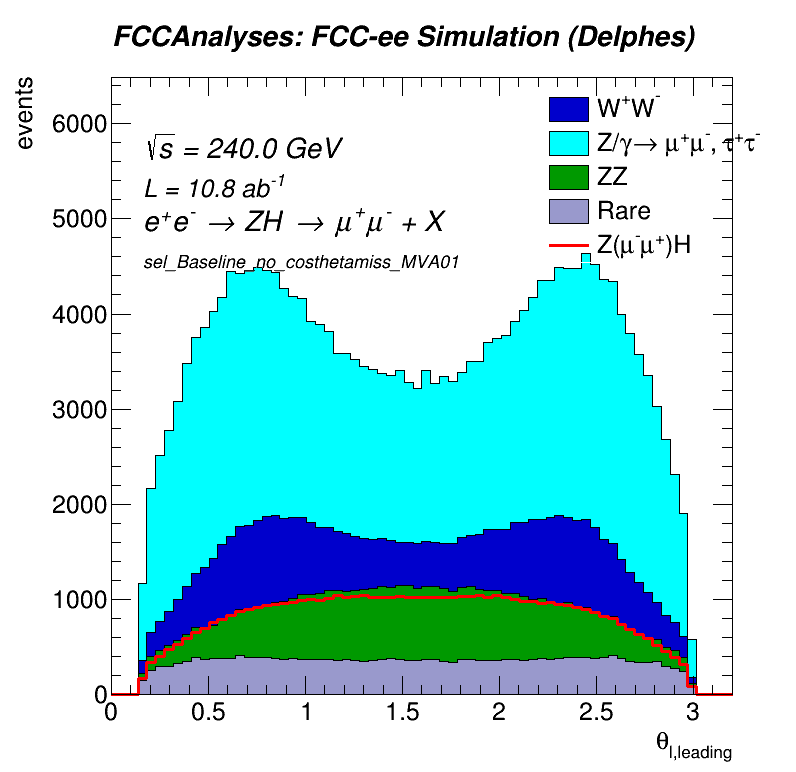 FCCAnalyses: FCC-ee Simulation (Delphes)
events
√s = 240.0 GeV
L = 10.8 ab⁻¹
e⁺e⁻ → ZH → μ⁺μ⁻ + X
sel_Baseline_no_costhetamiss_MVA01
W⁺W⁻
Z/γ→ μ⁺μ⁻, τ⁺τ⁻
ZZ
Rare
Z(μ⁻μ⁺)H
6000
5000
4000
3000
2000
1000
0
0 0.5 1 1.5 2 2.5 3
θ_l,leading